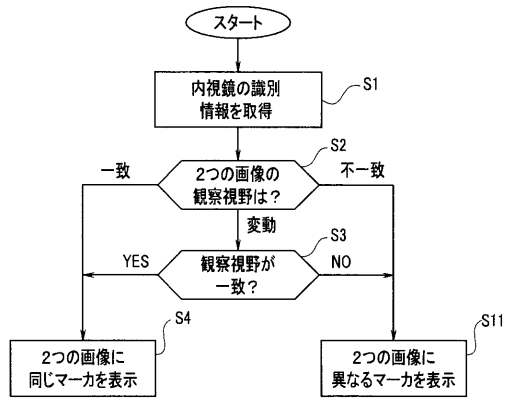 スタート
内視鏡の識別
情報を取得
S1
S2
一致
2つの画像の
観察視野は?
不一致
変動
S3
YES
観察視野が
一致?
NO
S4
2つの画像に
同じマーカを表示
S11
2つの画像に
異なるマーカを表示